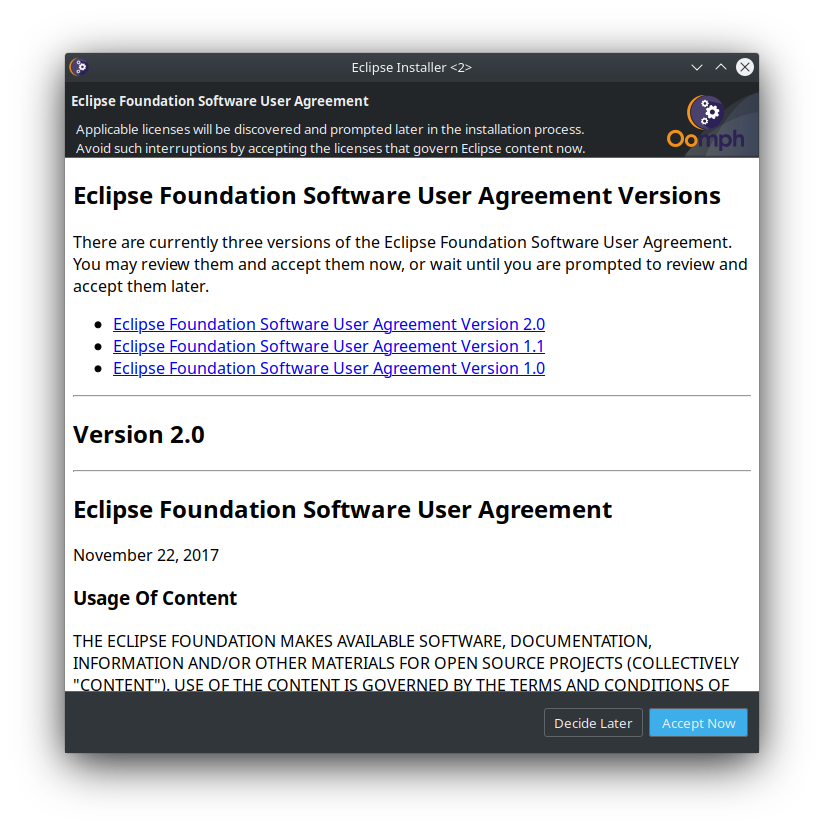 Eclipse Installer <2>
Eclipse Foundation Software User Agreement
Applicable licenses will be discovered and prompted later in the installation process.
Avoid such interruptions by accepting the licenses that govern Eclipse content now.
Oomph
Eclipse Foundation Software User Agreement Versions
There are currently three versions of the Eclipse Foundation Software User Agreement.
You may review them and accept them now, or wait until you are prompted to review and
accept them later.
Eclipse Foundation Software User Agreement Version 2.0
Eclipse Foundation Software User Agreement Version 1.1
Eclipse Foundation Software User Agreement Version 1.0
Version 2.0
Eclipse Foundation Software User Agreement
November 22, 2017
Usage Of Content
THE ECLIPSE FOUNDATION MAKES AVAILABLE SOFTWARE, DOCUMENTATION,
INFORMATION AND/OR OTHER MATERIALS FOR OPEN SOURCE PROJECTS (COLLECTIVELY
"CONTENT"). USE OF THE CONTENT IS GOVERNED BY THE TERMS AND CONDITIONS OF
Decide Later
Accept Now